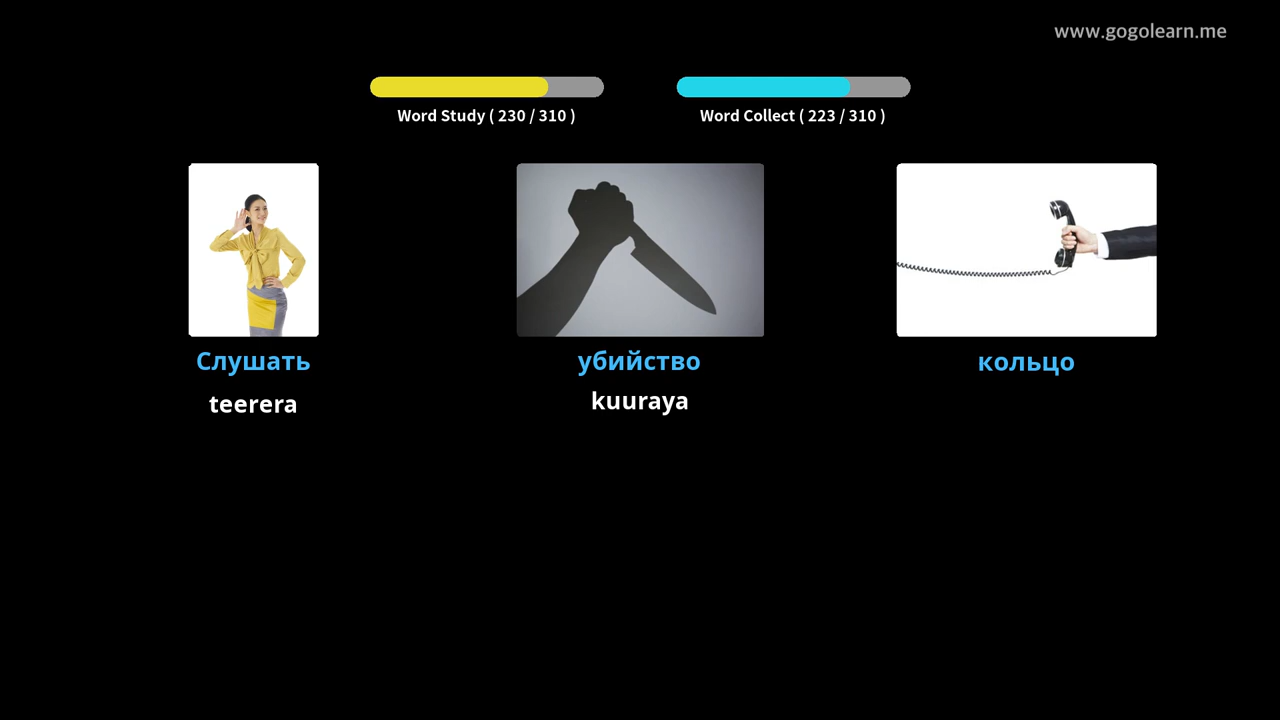 www.gogolearn.me
Word Study ( 230 / 310 )
Word Collect ( 223 / 310 )
Слушать
teerera
убийство
kuuraya
кольцо